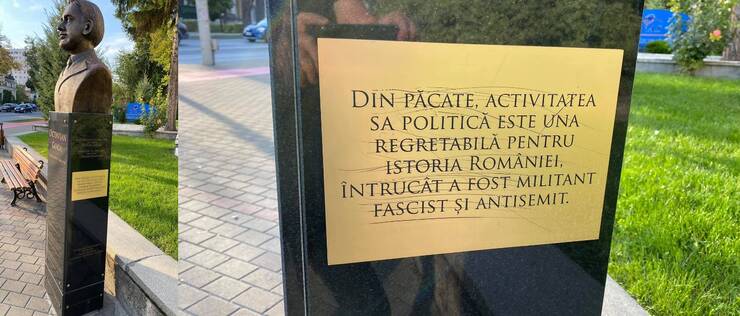 DIN PĂCATE, ACTIVITATEA
SA POLITICĂ ESTE UNA
REGRETABILĂ PENTRU
ISTORIA ROMÂNIEI,
ÎNTRUCÂT A FOST MILITANT
FASCIST ȘI ANTISEMIT.